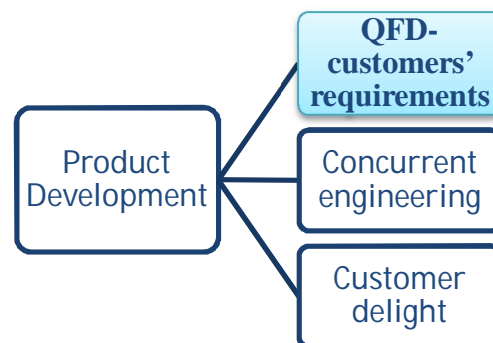 QFD-
customers’
requirements
Product
Development
Concurrent
engineering
Customer
delight